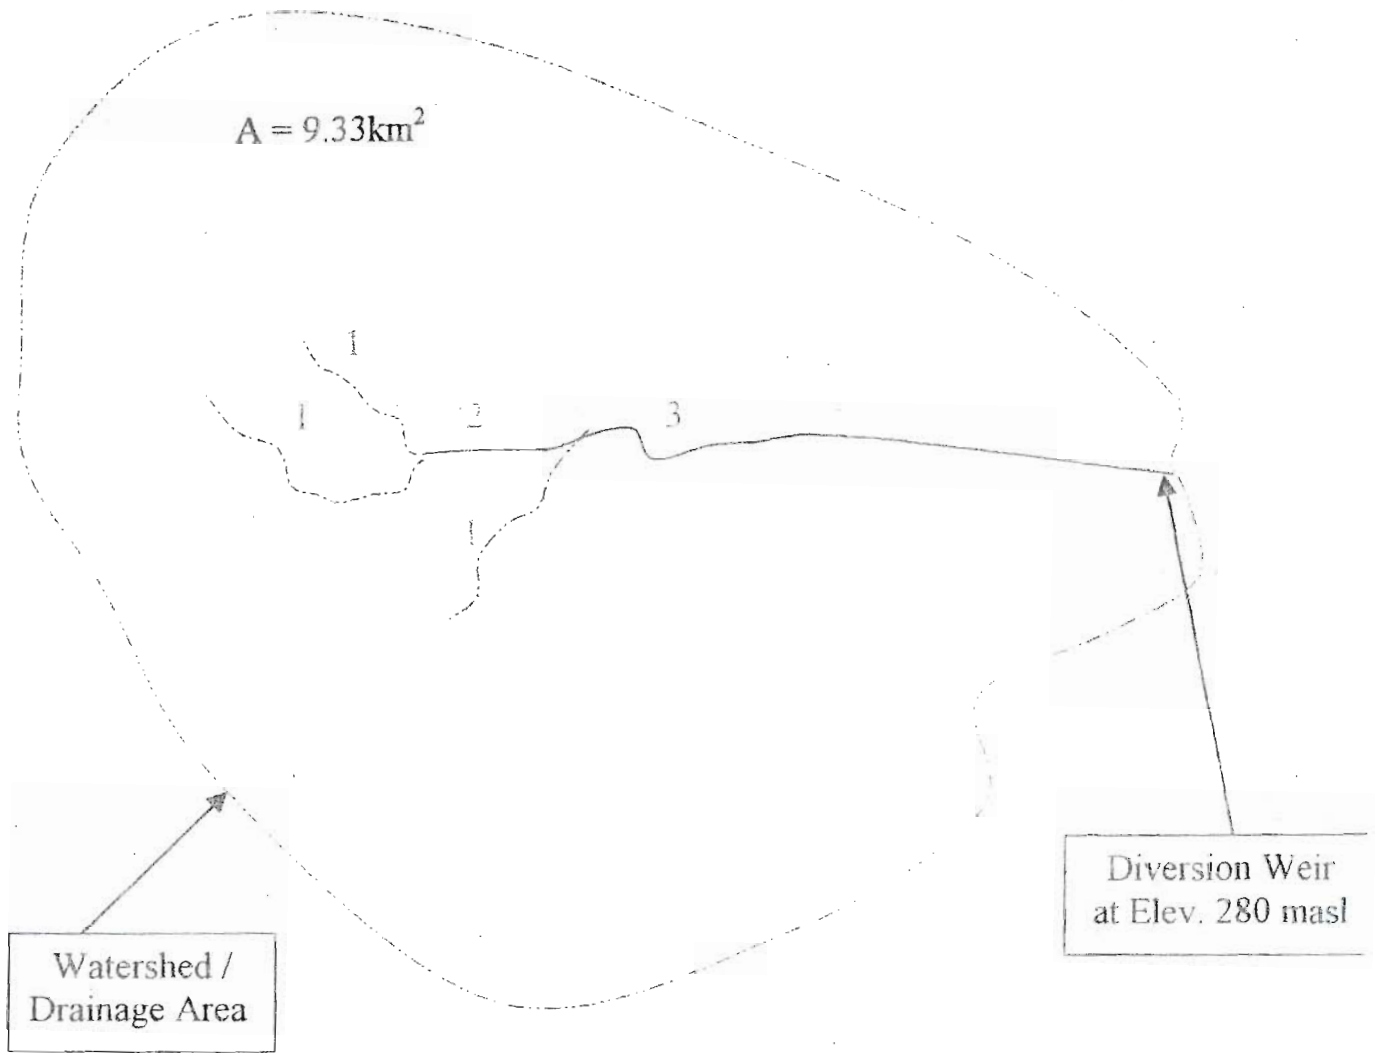 A = 9.33km²
1
1
2
3
1
Diversion Weir
at Elev. 280 masl
Watershed /
Drainage Area